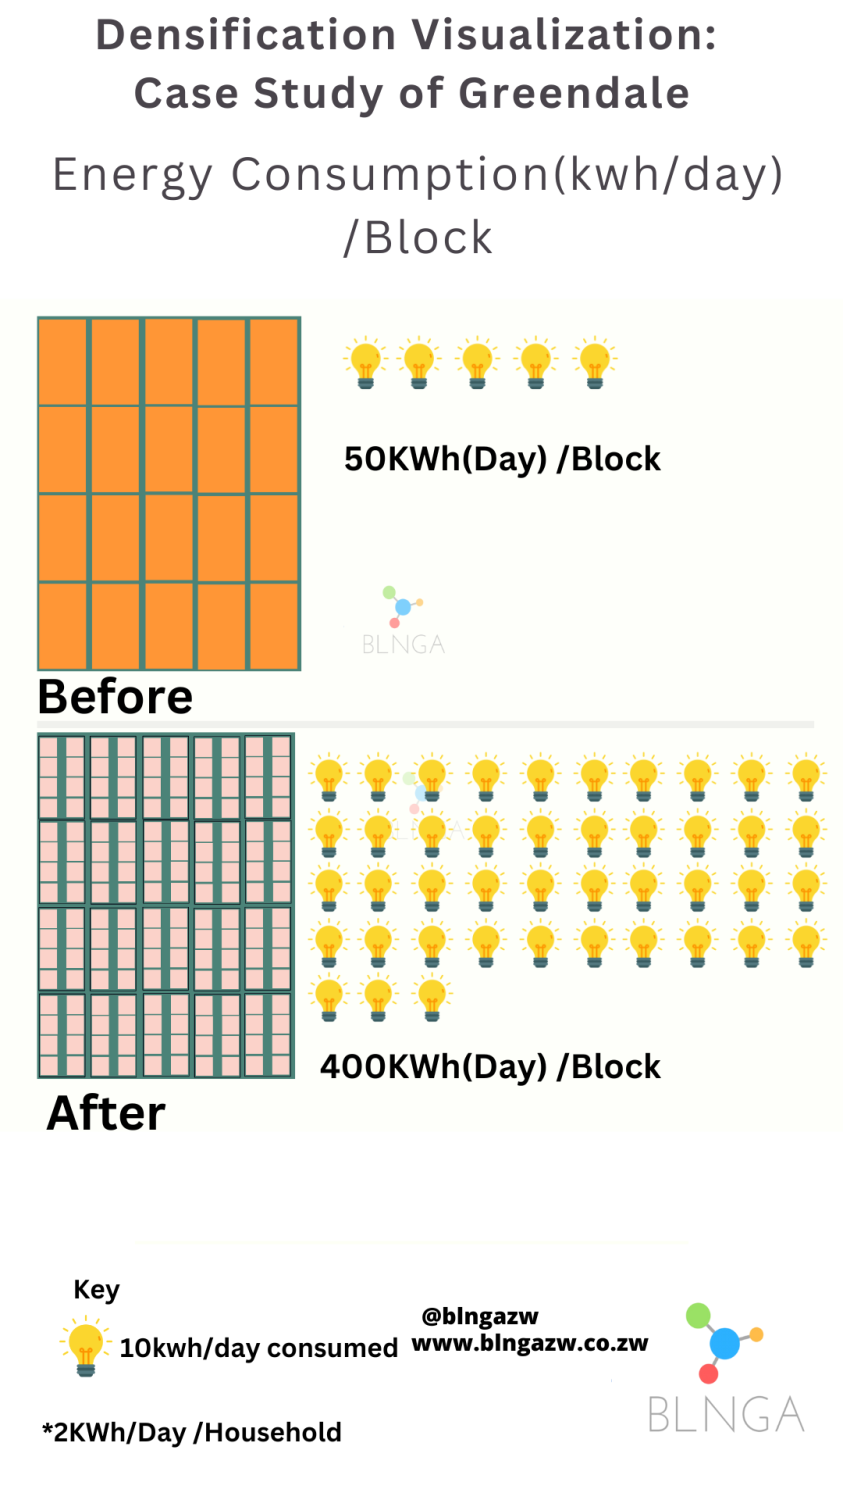 Densification Visualization:
Case Study of Greendale
Energy Consumption(kwh/day)
/Block
50KWh(Day) /Block
BLNGA
Before
BLNGA
400KWh(Day) /Block
After
Key
10kwh/day consumed
@blngazw
www.blngazw.co.zw
BLNGA
*2KWh/Day /Household